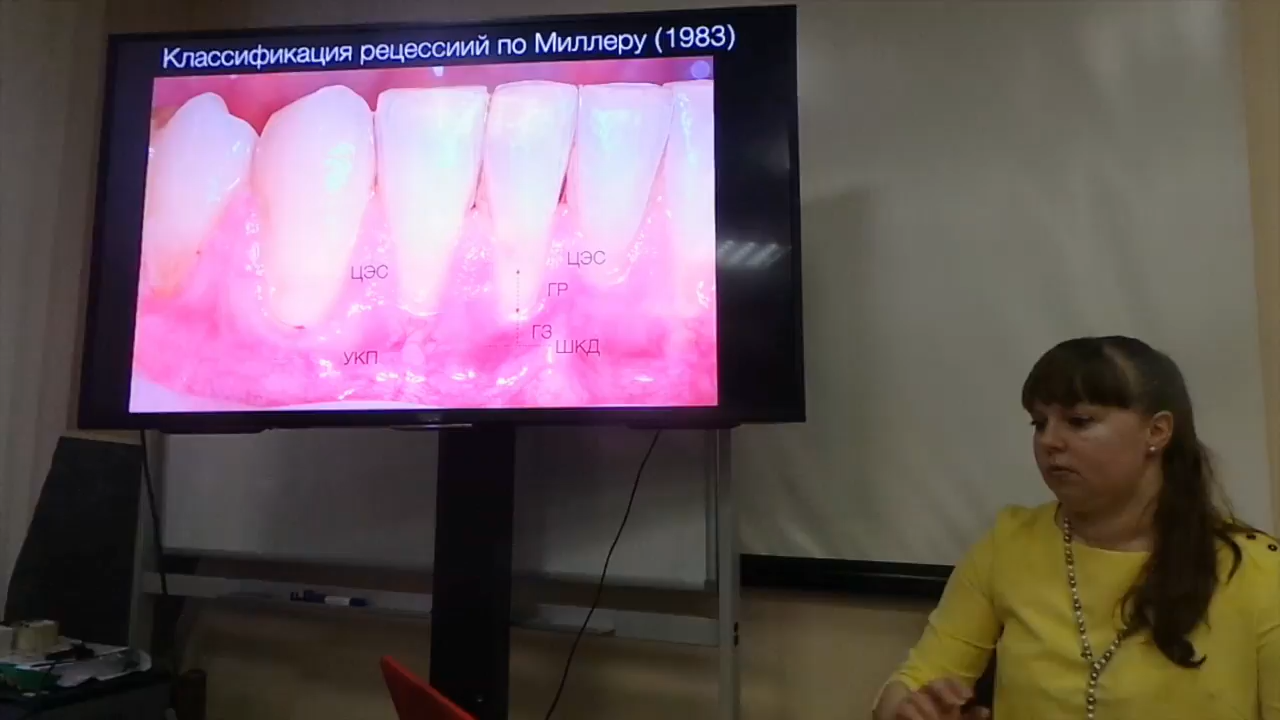 Классификация рецессиий по Миллеру (1983)
ЦЭС
ЦЭС
ГР
ГЗ
ШКД
УКП